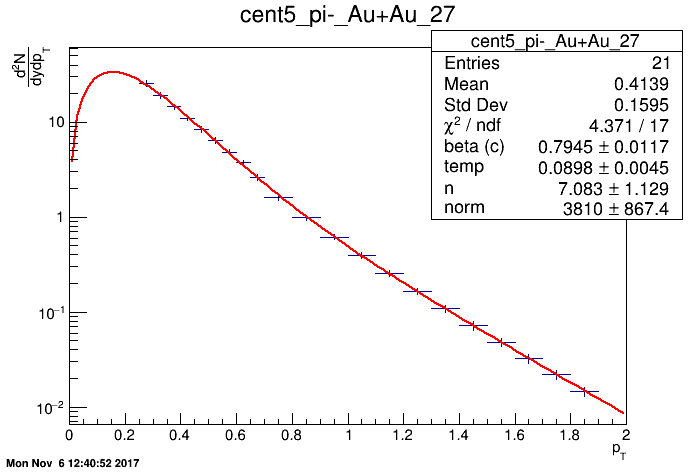 cent5_pi-_Au+Au_27
cent5_pi-_Au+Au_27
Entries 21
Mean 0.4139
Std Dev 0.1595
χ² / ndf 4.371 / 17
beta (c) 0.7945 ± 0.0117
temp 0.0898 ± 0.0045
n 7.083 ± 1.129
norm 3810 ± 867.4
d²N
dydp_T
10
1
10⁻¹
10⁻²
0 0.2 0.4 0.6 0.8 1 1.2 1.4 1.6 1.8 2
p_T
Mon Nov 6 12:40:52 2017